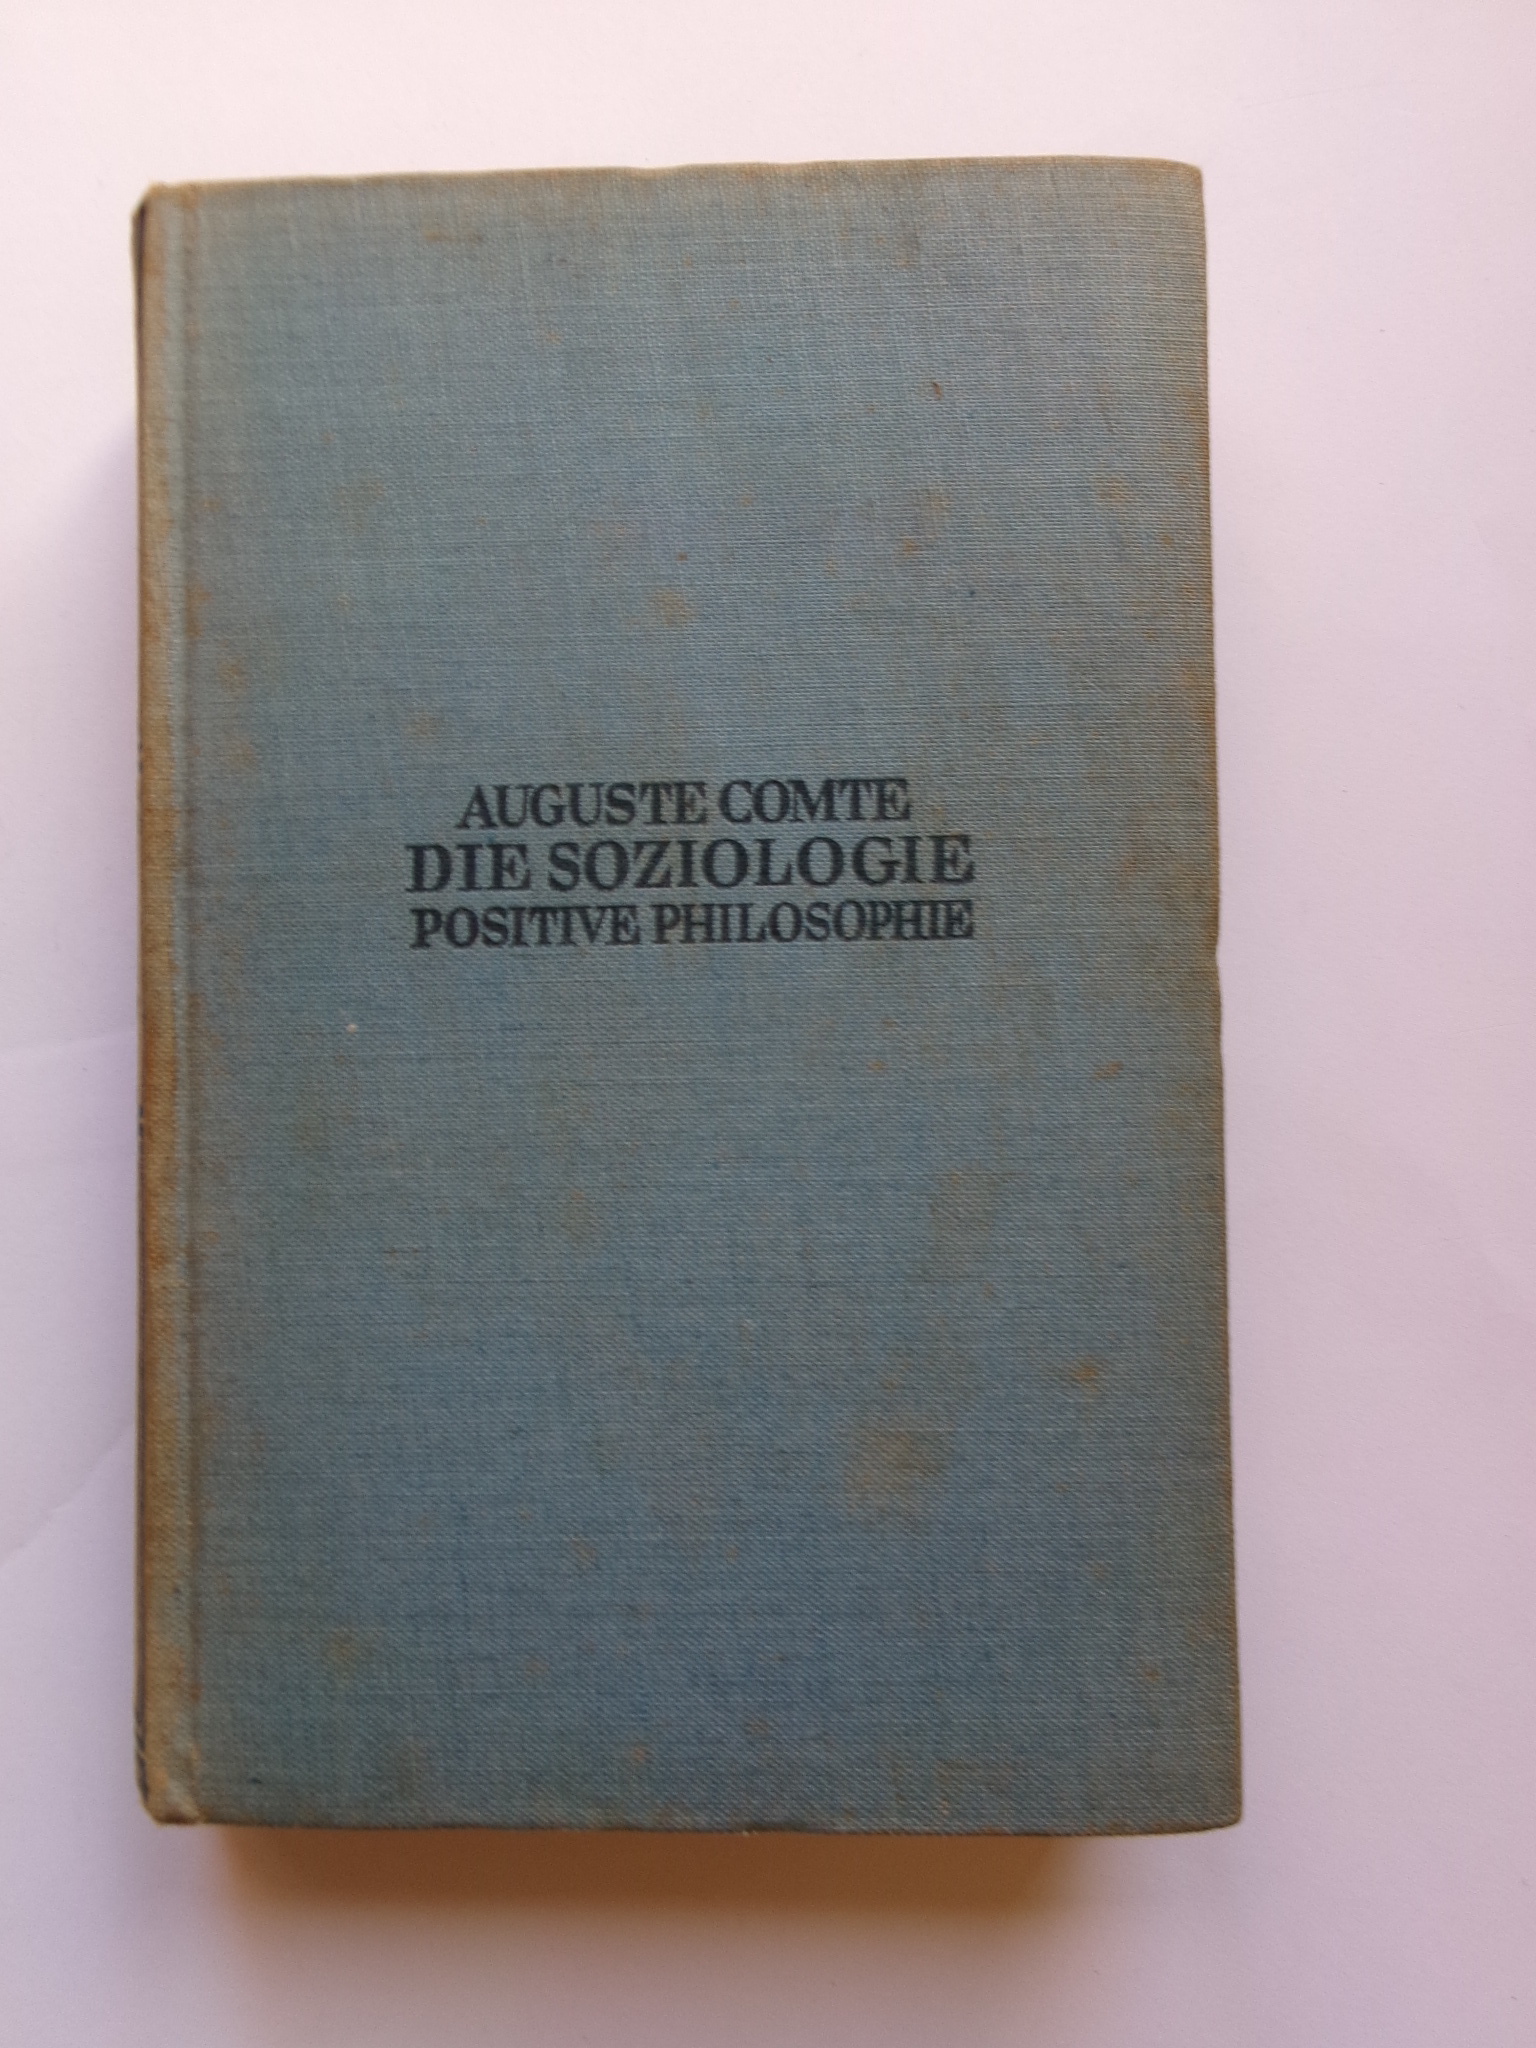 AUGUSTE COMTE
DIE SOZIOLOGIE
POSITIVE PHILOSOPHIE